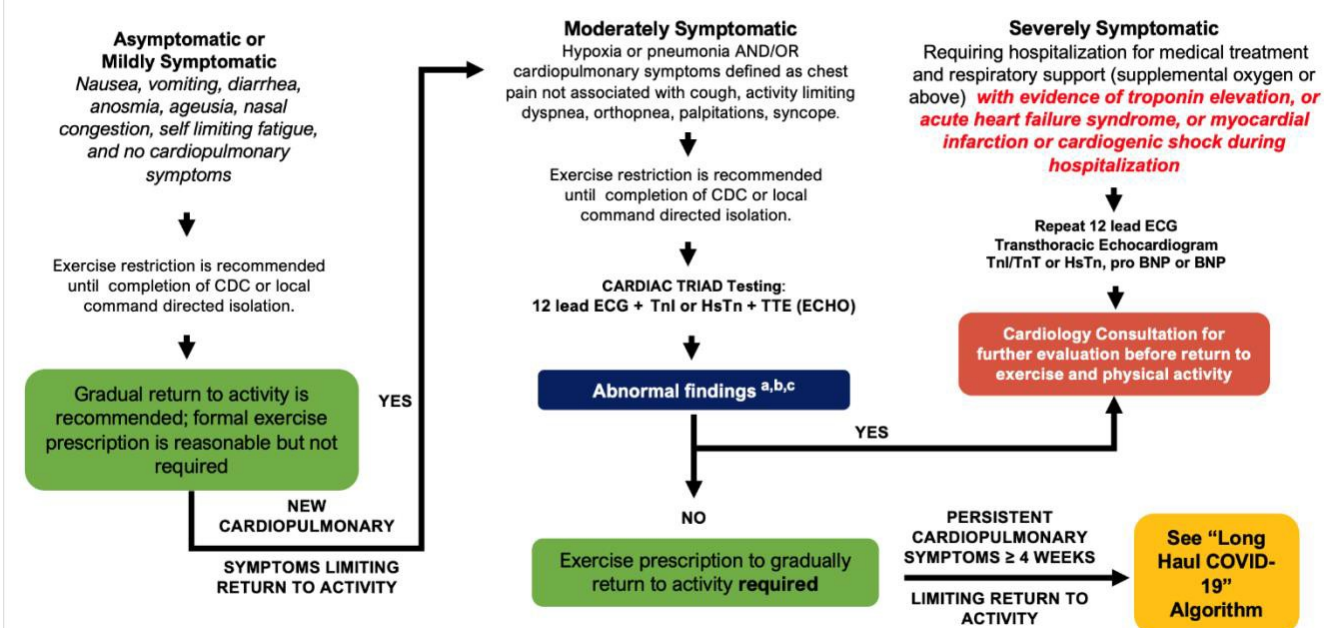 Asymptomatic or
Mildly Symptomatic
Nausea, vomiting, diarrhea,
anosmia, ageusia, nasal
congestion, self limiting fatigue,
and no cardiopulmonary
symptoms
Exercise restriction is recommended
until completion of CDC or local
command directed isolation.
Gradual return to activity is
recommended; formal exercise
prescription is reasonable but not
required
NEW
CARDIOPULMONARY
SYMPTOMS LIMITING
RETURN TO ACTIVITY
YES
Moderately Symptomatic
Hypoxia or pneumonia AND/OR
cardiopulmonary symptoms defined as chest
pain not associated with cough, activity limiting
dyspnea, orthopnea, palpitations, syncope.
Exercise restriction is recommended
until completion of CDC or local
command directed isolation.
CARDIAC TRIAD Testing:
12 lead ECG + TnI or HsTn + TTE (ECHO)
Abnormal findings a,b,c
YES
NO
Exercise prescription to gradually
return to activity required
PERSISTENT
CARDIOPULMONARY
SYMPTOMS ≥ 4 WEEKS
LIMITING RETURN TO
ACTIVITY
Severely Symptomatic
Requiring hospitalization for medical treatment
and respiratory support (supplemental oxygen or
above) with evidence of troponin elevation, or
acute heart failure syndrome, or myocardial
infarction or cardiogenic shock during
hospitalization
Repeat 12 lead ECG
Transthoracic Echocardiogram
TnI/TnT or HsTn, pro BNP or BNP
Cardiology Consultation for
further evaluation before return to
exercise and physical activity
See “Long
Haul COVID-
19”
Algorithm